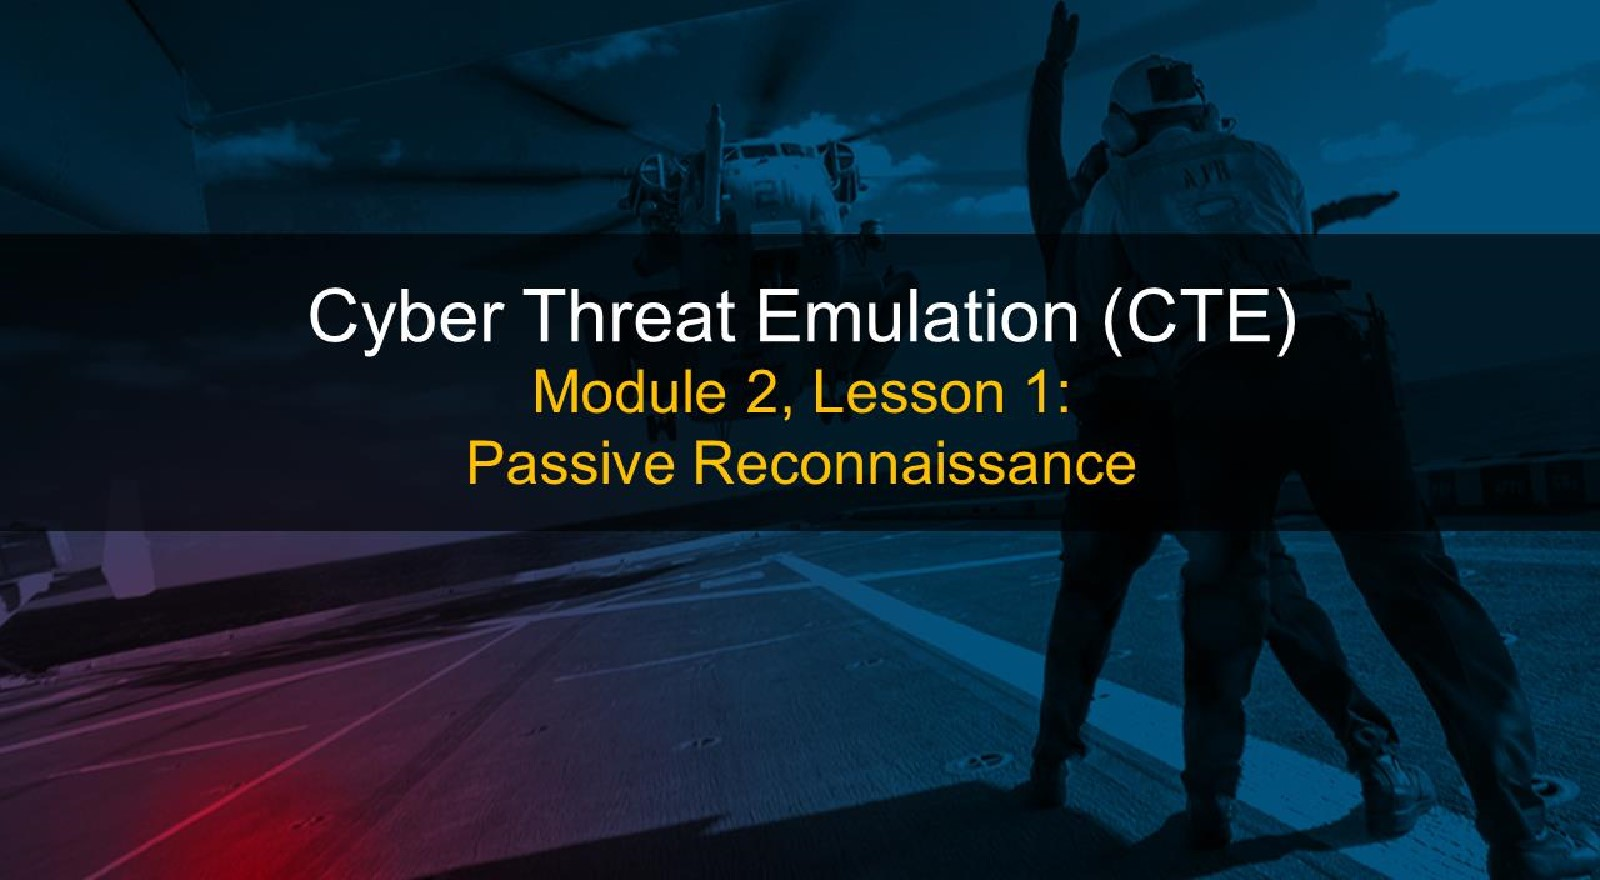 Cyber Threat Emulation (CTE)
Module 2, Lesson 1:
Passive Reconnaissance